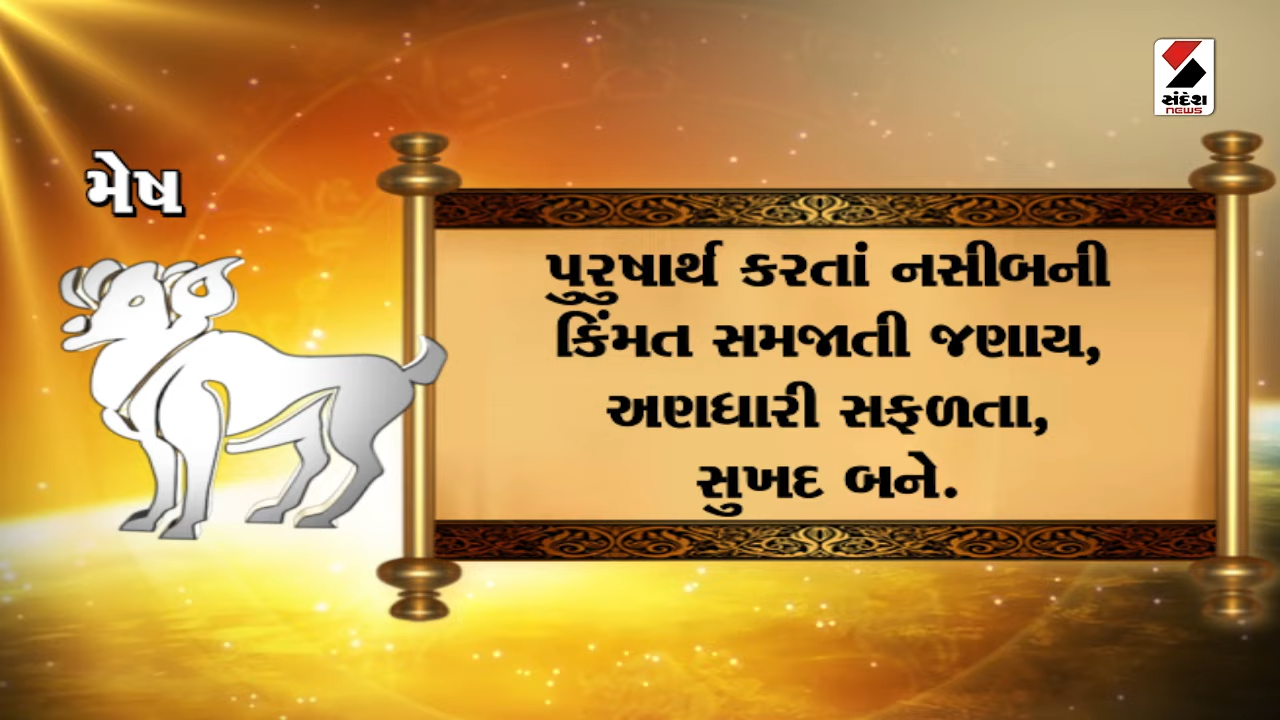 સંદેશ
NEWS
મેષ
પુરુષાર્થ કરતાં નસીબની
કિંમત સમજાતી જણાય,
અણધારી સફળતા,
સુખદ બને.